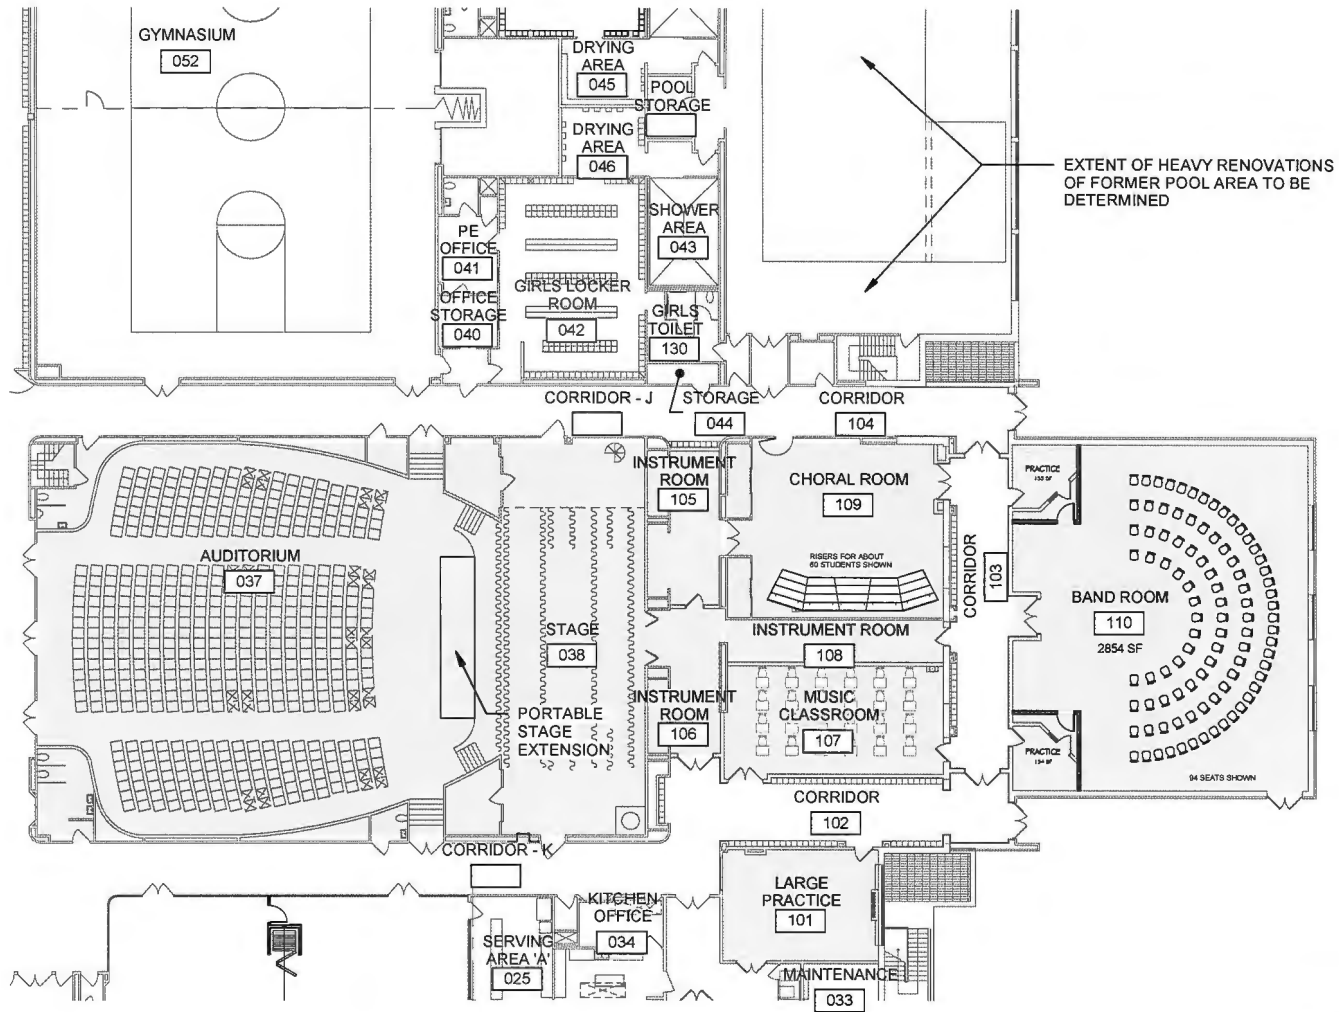 GYMNASIUM
052
DRYING
AREA
045
POOL
STORAGE
DRYING
AREA
046
EXTENT OF HEAVY RENOVATIONS
OF FORMER POOL AREA TO BE
DETERMINED
SHOWER
AREA
043
PE
OFFICE
041
OFFICE
STORAGE
040
GIRLS LOCKER
ROOM
042
GIRLS
TOILET
130
CORRIDOR - J
STORAGE
044
CORRIDOR
104
INSTRUMENT
ROOM
105
CHORAL ROOM
109
RISERS FOR ABOUT
60 STUDENTS SHOWN
PRACTICE
AUDITORIUM
037
CORRIDOR
103
BAND ROOM
110
2854 SF
STAGE
038
INSTRUMENT ROOM
108
INSTRUMENT
ROOM
106
MUSIC
CLASSROOM
107
PORTABLE
STAGE
EXTENSION
PRACTICE
94 SEATS SHOWN
CORRIDOR
102
CORRIDOR - K
LARGE
PRACTICE
101
KITCHEN
OFFICE
034
SERVING
AREA 'A'
025
MAINTENANCE
033